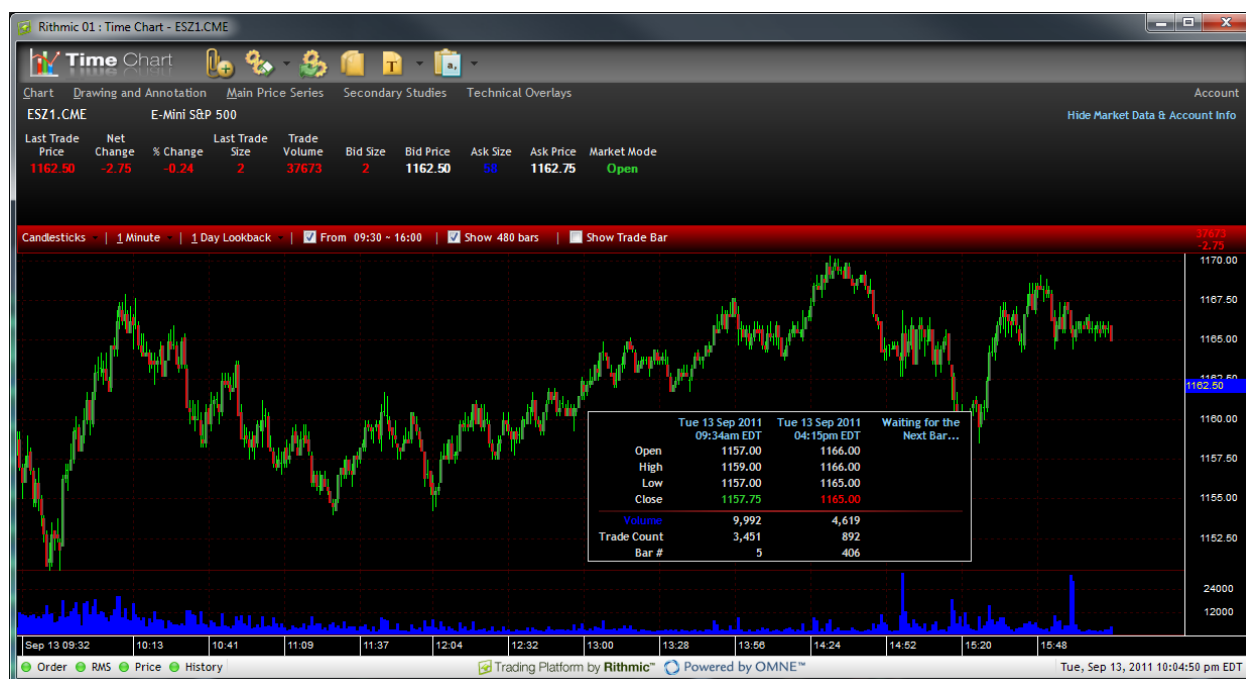 Rithmic 01 : Time Chart - ESZ1.CME
Time Chart
Chart Drawing and Annotation Main Price Series Secondary Studies Technical Overlays Account
ESZ1.CME E-Mini S&P 500 Hide Market Data & Account Info
Last Trade Net Last Trade Trade
Price Change % Change Size Volume Bid Size Bid Price Ask Size Ask Price Market Mode
1162.50 -2.75 -0.24 2 37673 2 1162.50 1162.75 Open
Candlesticks | 1 Minute | 1 Day Lookback | From 09:30 ~ 16:00 | Show 480 bars | Show Trade Bar
37673
-2.75
1170.00
1167.50
1165.00
1162.50
1162.50
1160.00
1157.50
1155.00
1152.50
Tue 13 Sep 2011 Tue 13 Sep 2011 Waiting for the
09:34am EDT 04:15pm EDT Next Bar...
Open 1157.00 1166.00
High 1159.00 1166.00
Low 1157.00 1165.00
Close 1157.75 1165.00
Volume 9,992 4,619
Trade Count 3,451 892
Bar # 5 406
24000
12000
Sep 13 09:32 10:13 10:41 11:09 11:37 12:04 12:32 13:00 13:28 13:56 14:24 14:52 15:20 15:48
Order RMS Price History Trading Platform by Rithmic™ Powered by OMNE™ Tue, Sep 13, 2011 10:04:50 pm EDT